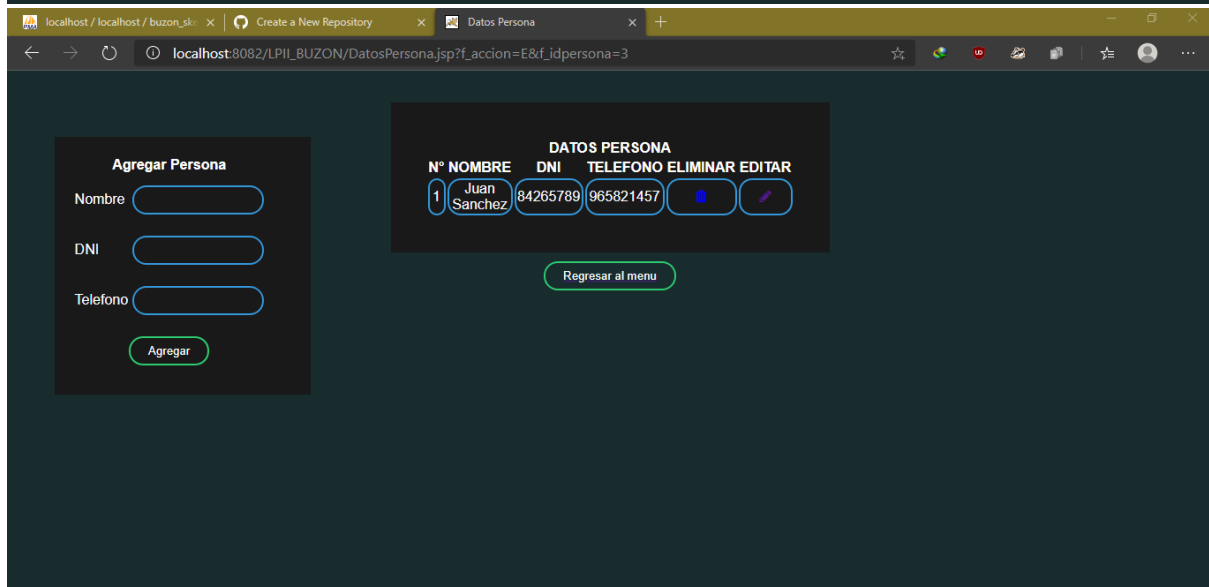 localhost / localhost / buzon_ske
Create a New Repository
Datos Persona
localhost:8082/LPII_BUZON/DatosPersona.jsp?f_accion=E&f_idpersona=3
Agregar Persona
Nombre
DNI
Telefono
Agregar
DATOS PERSONA
N° NOMBRE DNI TELEFONO ELIMINAR EDITAR
1 Juan Sanchez 84265789 965821457
Regresar al menu